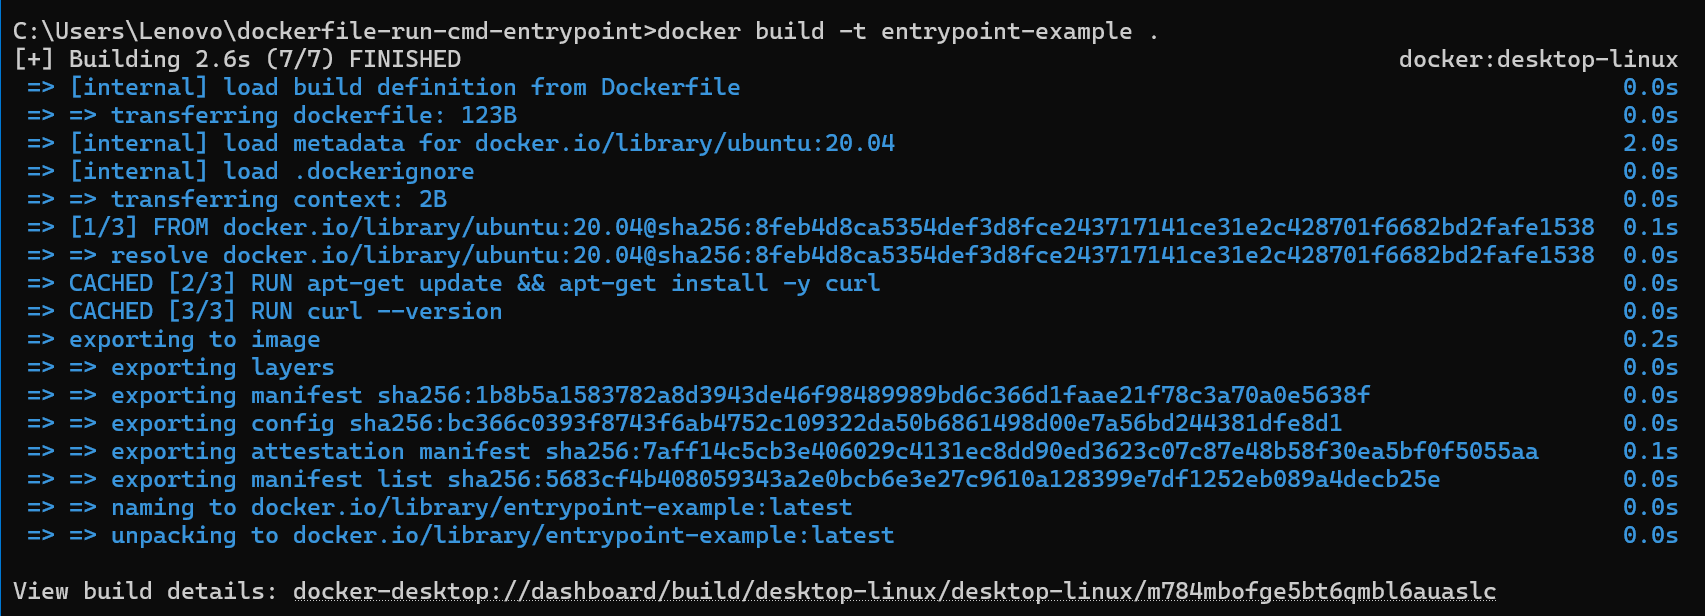 C:\Users\Lenovo\dockerfile-run-cmd-entrypoint>docker build -t entrypoint-example .
[+] Building 2.6s (7/7) FINISHED docker:desktop-linux
=> [internal] load build definition from Dockerfile 0.0s
=> => transferring dockerfile: 123B 0.0s
=> [internal] load metadata for docker.io/library/ubuntu:20.04 2.0s
=> [internal] load .dockerignore 0.0s
=> => transferring context: 2B 0.0s
=> [1/3] FROM docker.io/library/ubuntu:20.04@sha256:8feb4d8ca5354def3d8fce243717141ce31e2c428701f6682bd2fafe1538 0.1s
=> => resolve docker.io/library/ubuntu:20.04@sha256:8feb4d8ca5354def3d8fce243717141ce31e2c428701f6682bd2fafe1538 0.0s
=> CACHED [2/3] RUN apt-get update && apt-get install -y curl 0.0s
=> CACHED [3/3] RUN curl --version 0.0s
=> exporting to image 0.2s
=> => exporting layers 0.0s
=> => exporting manifest sha256:1b8b5a1583782a8d3943de46f98489989bd6c366d1faae21f78c3a70a0e5638f 0.0s
=> => exporting config sha256:bc366c0393f8743f6ab4752c109322da50b6861498d00e7a56bd244381dfe8d1 0.0s
=> => exporting attestation manifest sha256:7aff14c5cb3e406029c4131ec8dd90ed3623c07c87e48b58f30ea5bf0f5055aa 0.1s
=> => exporting manifest list sha256:5683cf4b408059343a2e0bcb6e3e27c9610a128399e7df1252eb089a4decb25e 0.0s
=> => naming to docker.io/library/entrypoint-example:latest 0.0s
=> => unpacking to docker.io/library/entrypoint-example:latest 0.0s
View build details: docker-desktop://dashboard/build/desktop-linux/desktop-linux/m784mbofge5bt6qmbl6auaslc